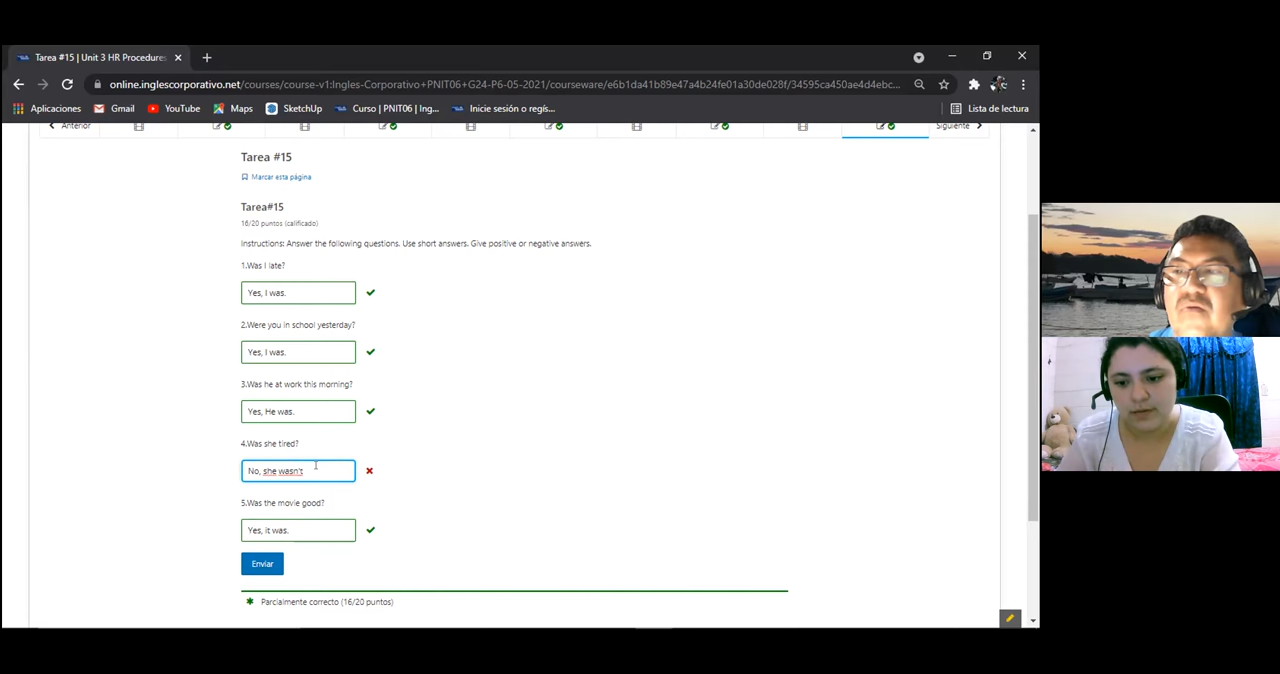 Tarea #15 | Unit 3 HR Procedures
online.inglescorporativo.net/courses/course-v1:Ingles-Corporativo+PNIT06+G24-P6-05-2021/courseware/e6b1da41b89e47a4b24fe01a30de028f/34595ca450ae4d4ebc...
Aplicaciones Gmail YouTube Maps SketchUp Curso | PNIT06 | Ing... Inicie sesión o regís... Lista de lectura
Anterior Siguiente
Tarea #15
Marcar esta página
Tarea#15
16/20 puntos (calificado)
Instructions: Answer the following questions. Use short answers. Give positive or negative answers.
1.Was I late?
Yes, I was.
2.Were you in school yesterday?
Yes, I was.
3.Was he at work this morning?
Yes, He was.
4.Was she tired?
No, she wasn't
5.Was the movie good?
Yes, it was.
Enviar
Parcialmente correcto (16/20 puntos)